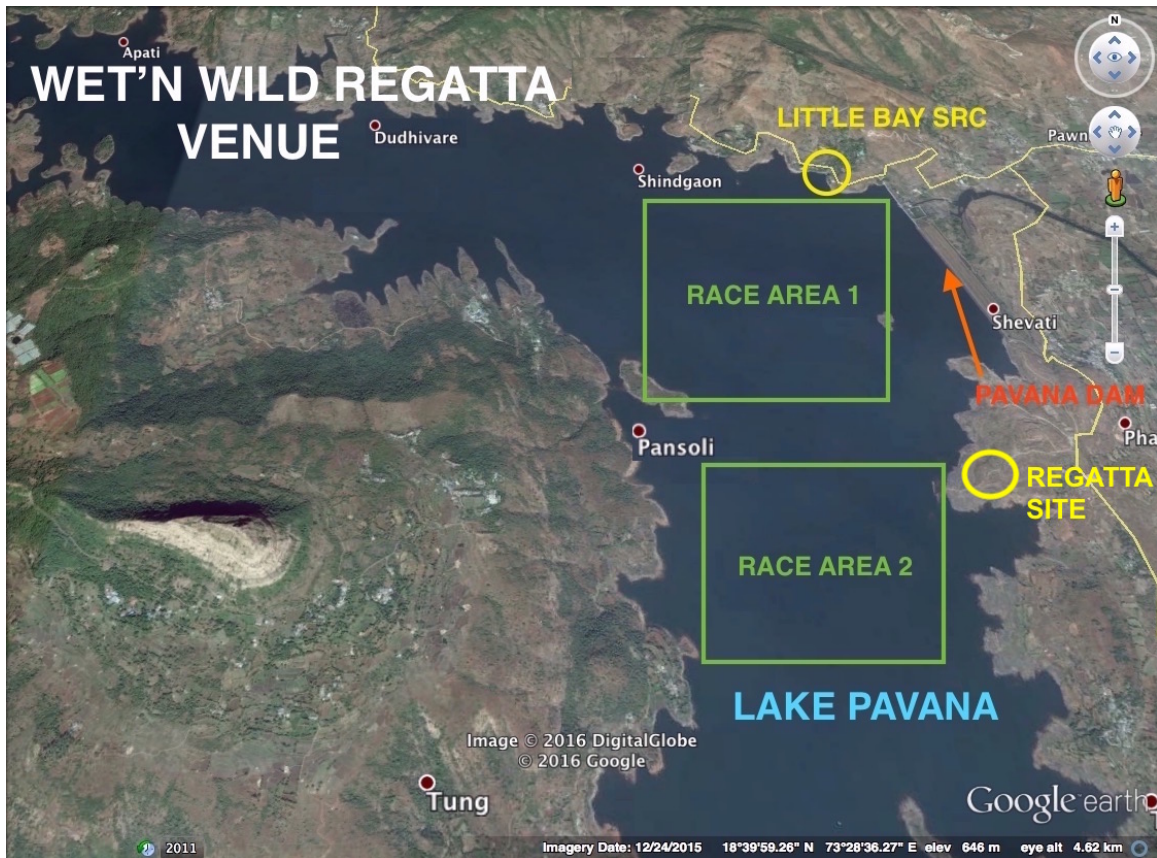 Apati
WET'N WILD REGATTA
VENUE
Dudhivare
Shindgaon
LITTLE BAY SRC
N
Pawn
RACE AREA 1
Shevati
PAVANA DAM
Pha
Pansoli
REGATTA
SITE
RACE AREA 2
LAKE PAVANA
Image © 2016 DigitalGlobe
© 2016 Google
Tung
Google earth
T
2011
Imagery Date: 12/24/2015 18°39'59.26" N 73°28'36.27" E elev 646 m eye alt 4.62 km